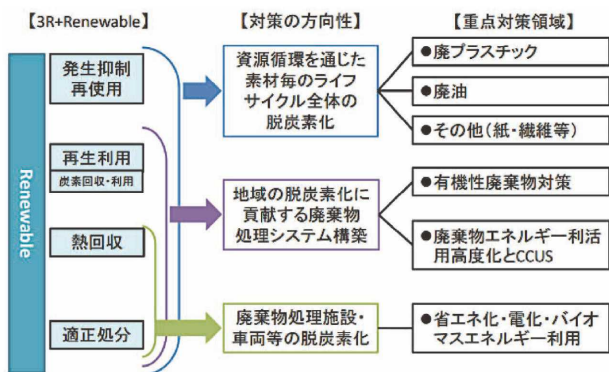 【3R+Renewable】
【対策の方向性】
【重点対策領域】
Renewable
発生抑制
再使用
再生利用
炭素回収・利用
熱回収
適正処分
資源循環を通じた
素材毎のライフ
サイクル全体の
脱炭素化
地域の脱炭素化に
貢献する廃棄物
処理システム構築
廃棄物処理施設・
車両等の脱炭素化
●廃プラスチック
●廃油
●その他(紙・繊維等)
●有機性廃棄物対策
●廃棄物エネルギー利活
用高度化とCCUS
●省エネ化・電化・バイオ
マスエネルギー利用